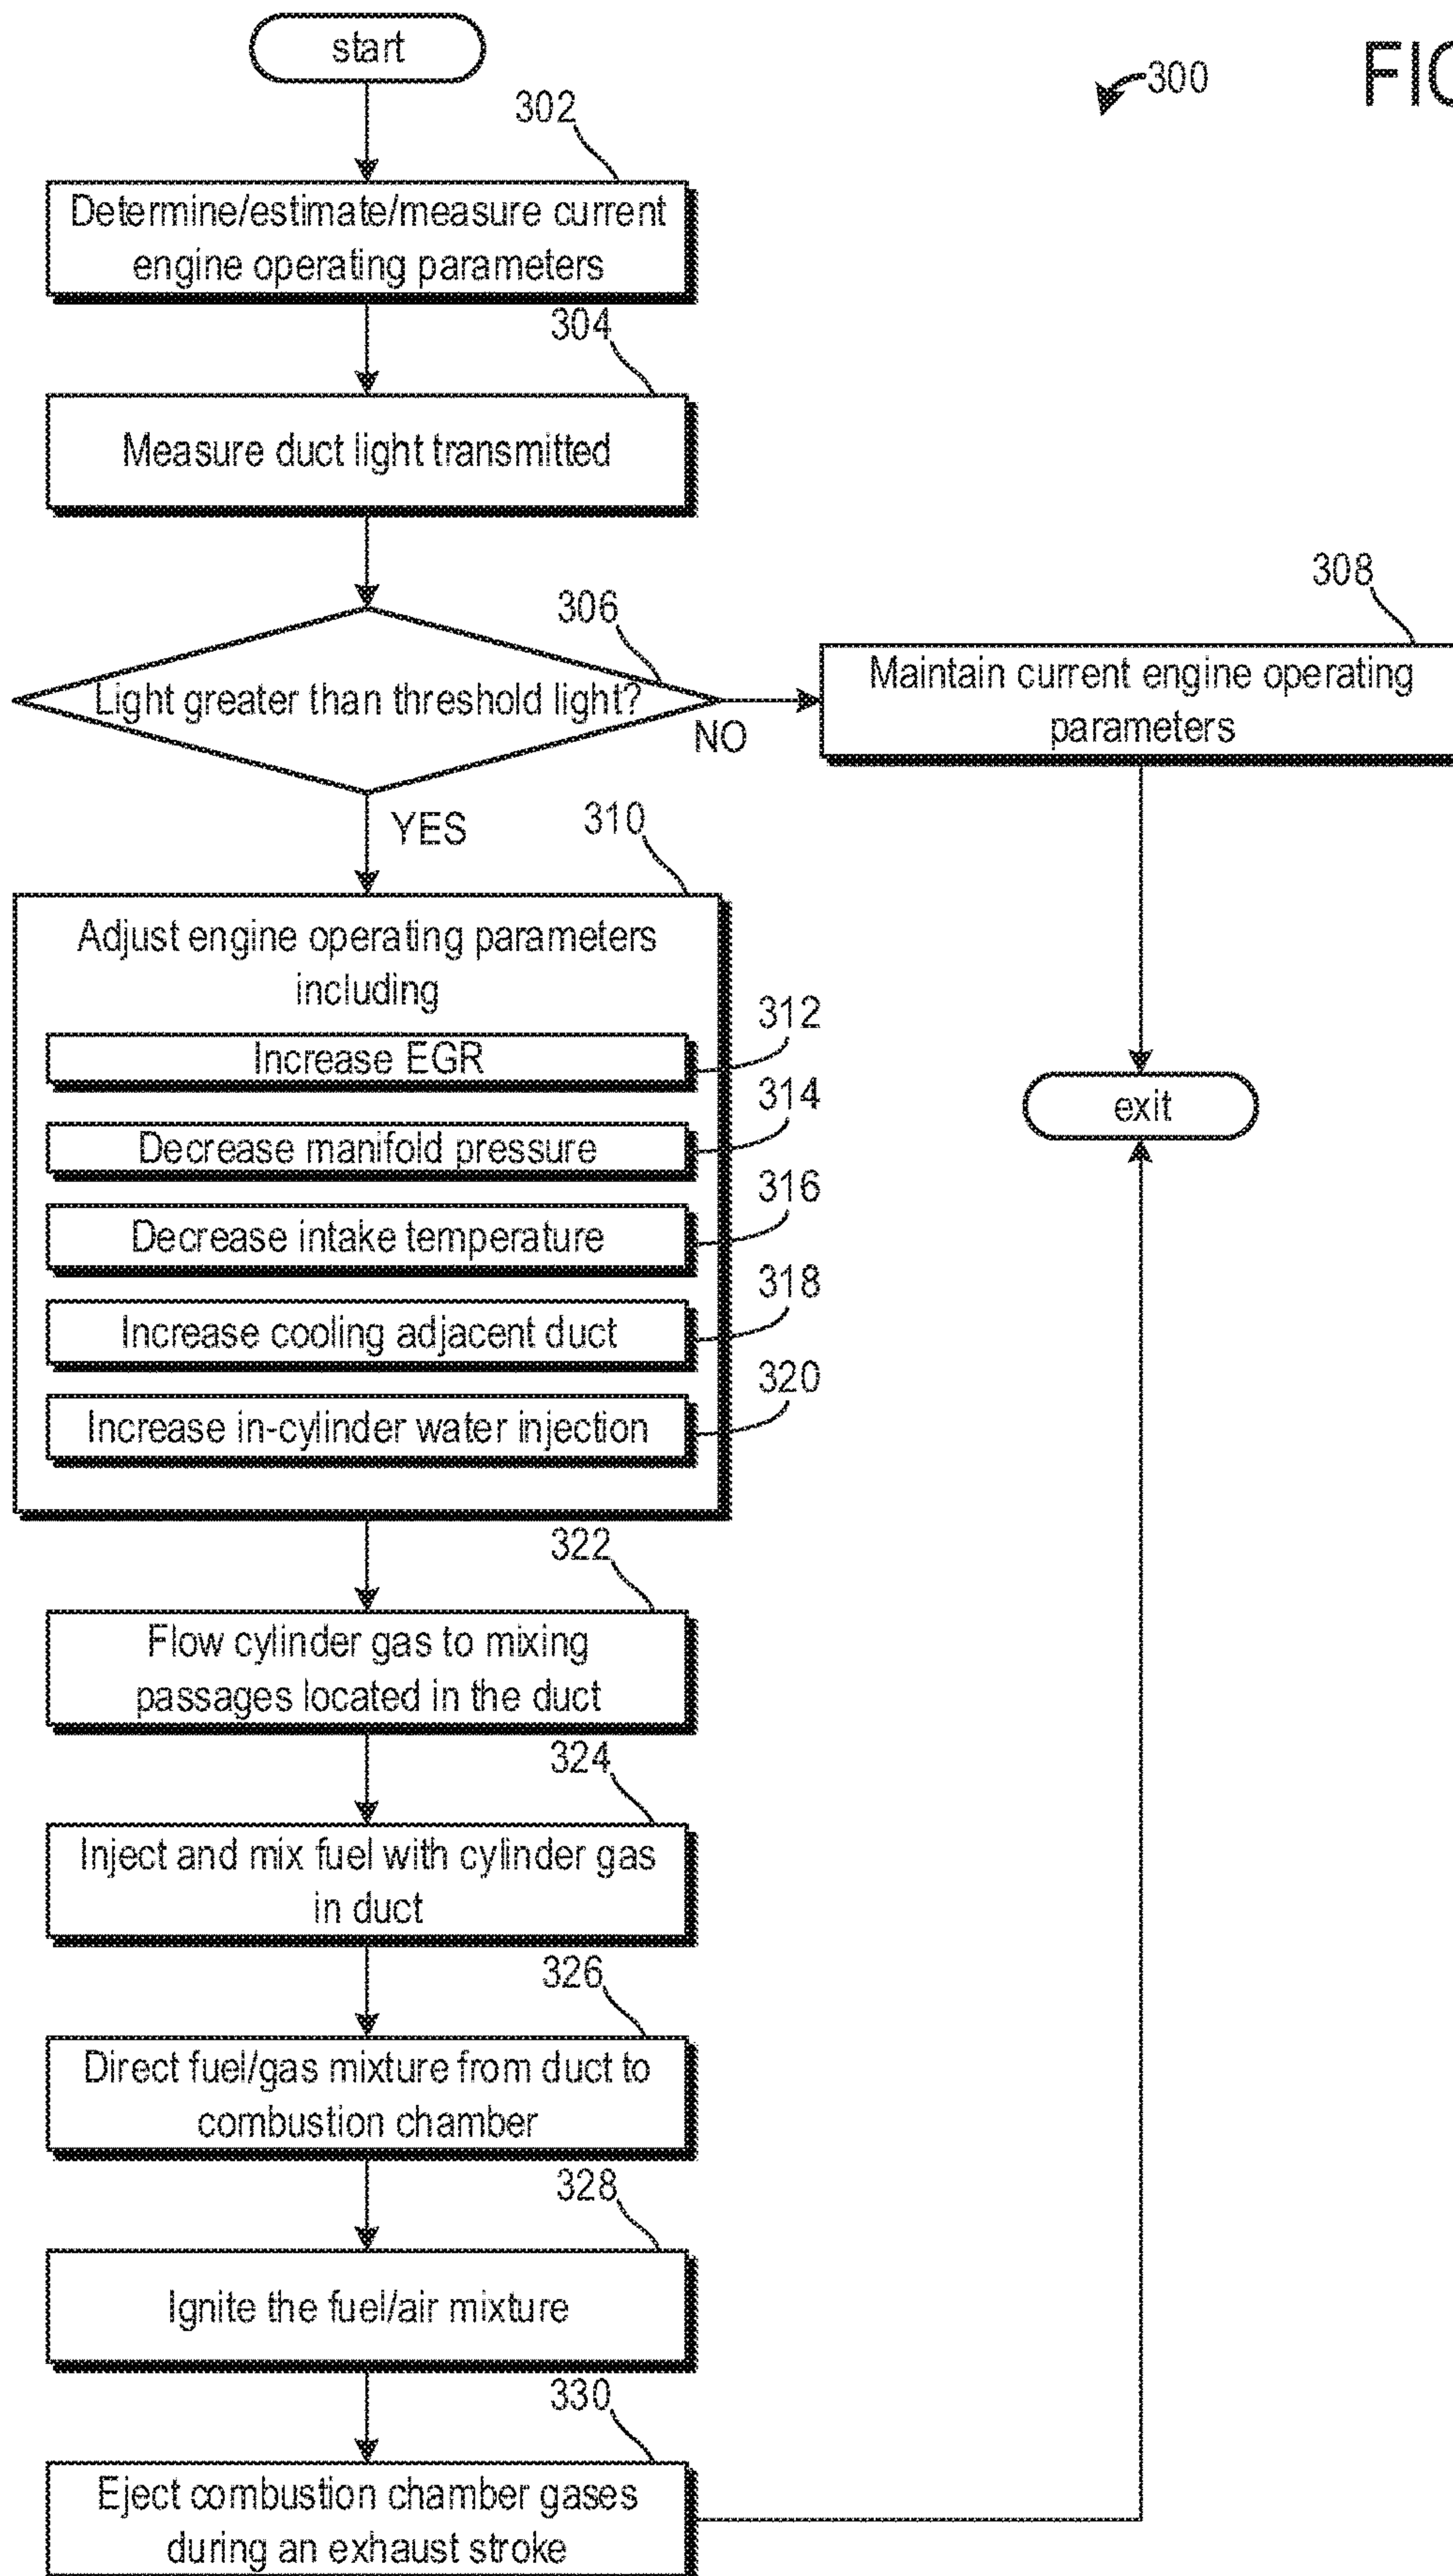 start
300
FIG
302
Determine/estimate/measure current
engine operating parameters
304
Measure duct light transmitted
306
Light greater than threshold light?
NO
308
Maintain current engine operating
parameters
YES
310
Adjust engine operating parameters
including
312
Increase EGR
314
Decrease manifold pressure
316
Decrease intake temperature
318
Increase cooling adjacent duct
320
Increase in-cylinder water injection
exit
322
Flow cylinder gas to mixing
passages located in the duct
324
Inject and mix fuel with cylinder gas
in duct
326
Direct fuel/gas mixture from duct to
combustion chamber
328
Ignite the fuel/air mixture
330
Eject combustion chamber gases
during an exhaust stroke